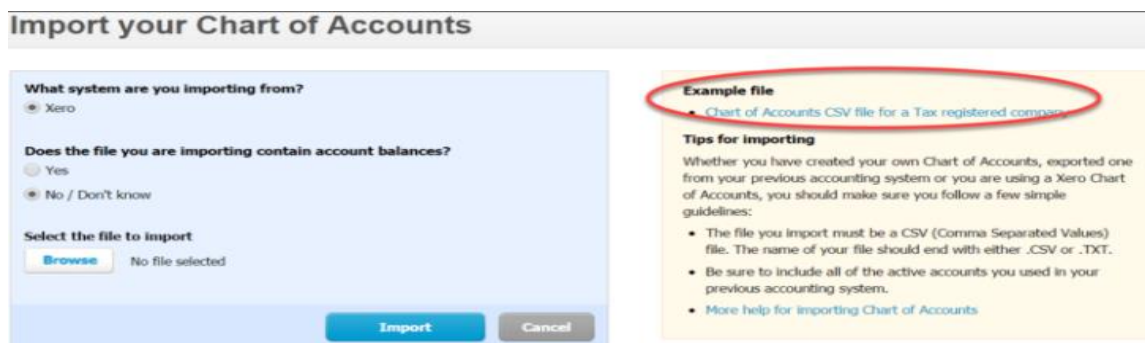 Import your Chart of Accounts
What system are you importing from?
Xero
Does the file you are importing contain account balances?
Yes
No / Don't know
Select the file to import
Browse No file selected
Import Cancel
Example file
• Chart of Accounts CSV file for a Tax registered company
Tips for importing
Whether you have created your own Chart of Accounts, exported one
from your previous accounting system or you are using a Xero Chart
of Accounts, you should make sure you follow a few simple
guidelines:
• The file you import must be a CSV (Comma Separated Values)
file. The name of your file should end with either .CSV or .TXT.
• Be sure to include all of the active accounts you used in your
previous accounting system.
• More help for importing Chart of Accounts